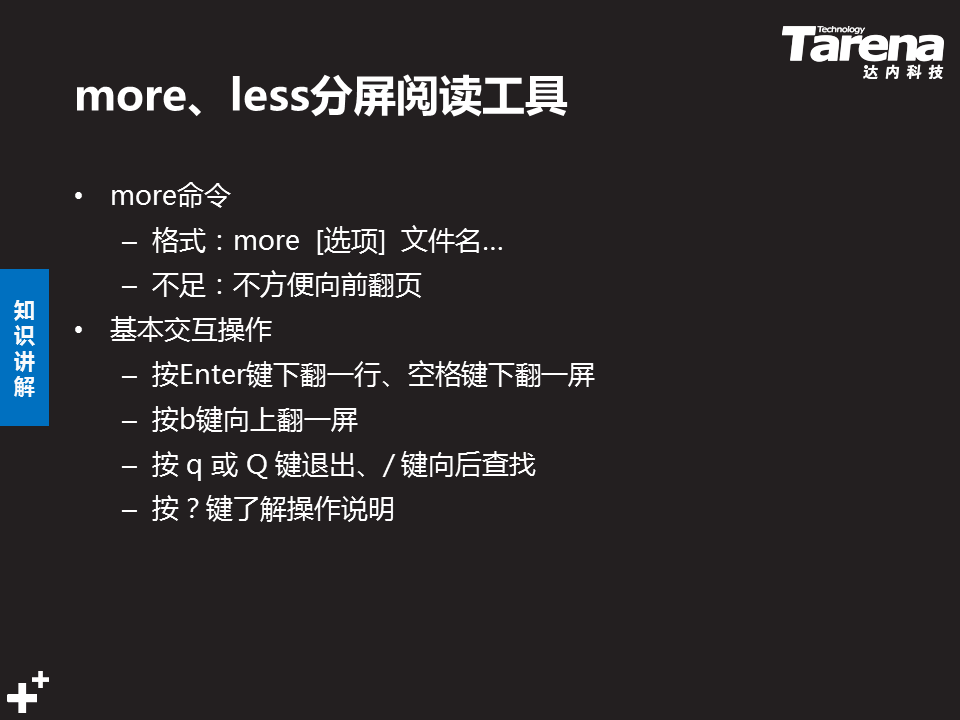 Technology
Tarena
达内科技
more、less分屏阅读工具
• more命令
– 格式：more [选项] 文件名…
– 不足：不方便向前翻页
• 基本交互操作
– 按Enter键下翻一行、空格键下翻一屏
– 按b键向上翻一屏
– 按 q 或 Q 键退出、/ 键向后查找
– 按？键了解操作说明
知识讲解